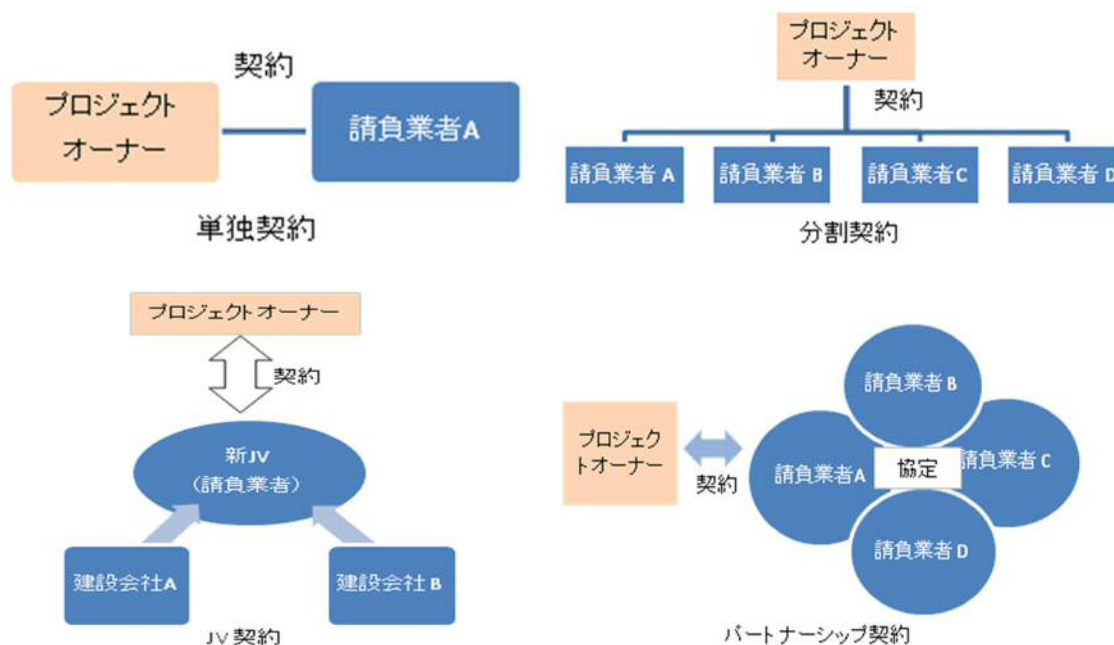 契約
プロジェクト
オーナー
請負業者A
単独契約
プロジェクト
オーナー
契約
請負業者 A
請負業者 B
請負業者C
請負業者 D
分割契約
プロジェクトオーナー
契約
新JV
（請負業者）
建設会社A
建設会社 B
JV 契約
プロジェク
トオーナー
契約
請負業者 B
請負業者A
協定
請負業者 C
請負業者D
パートナーシップ契約